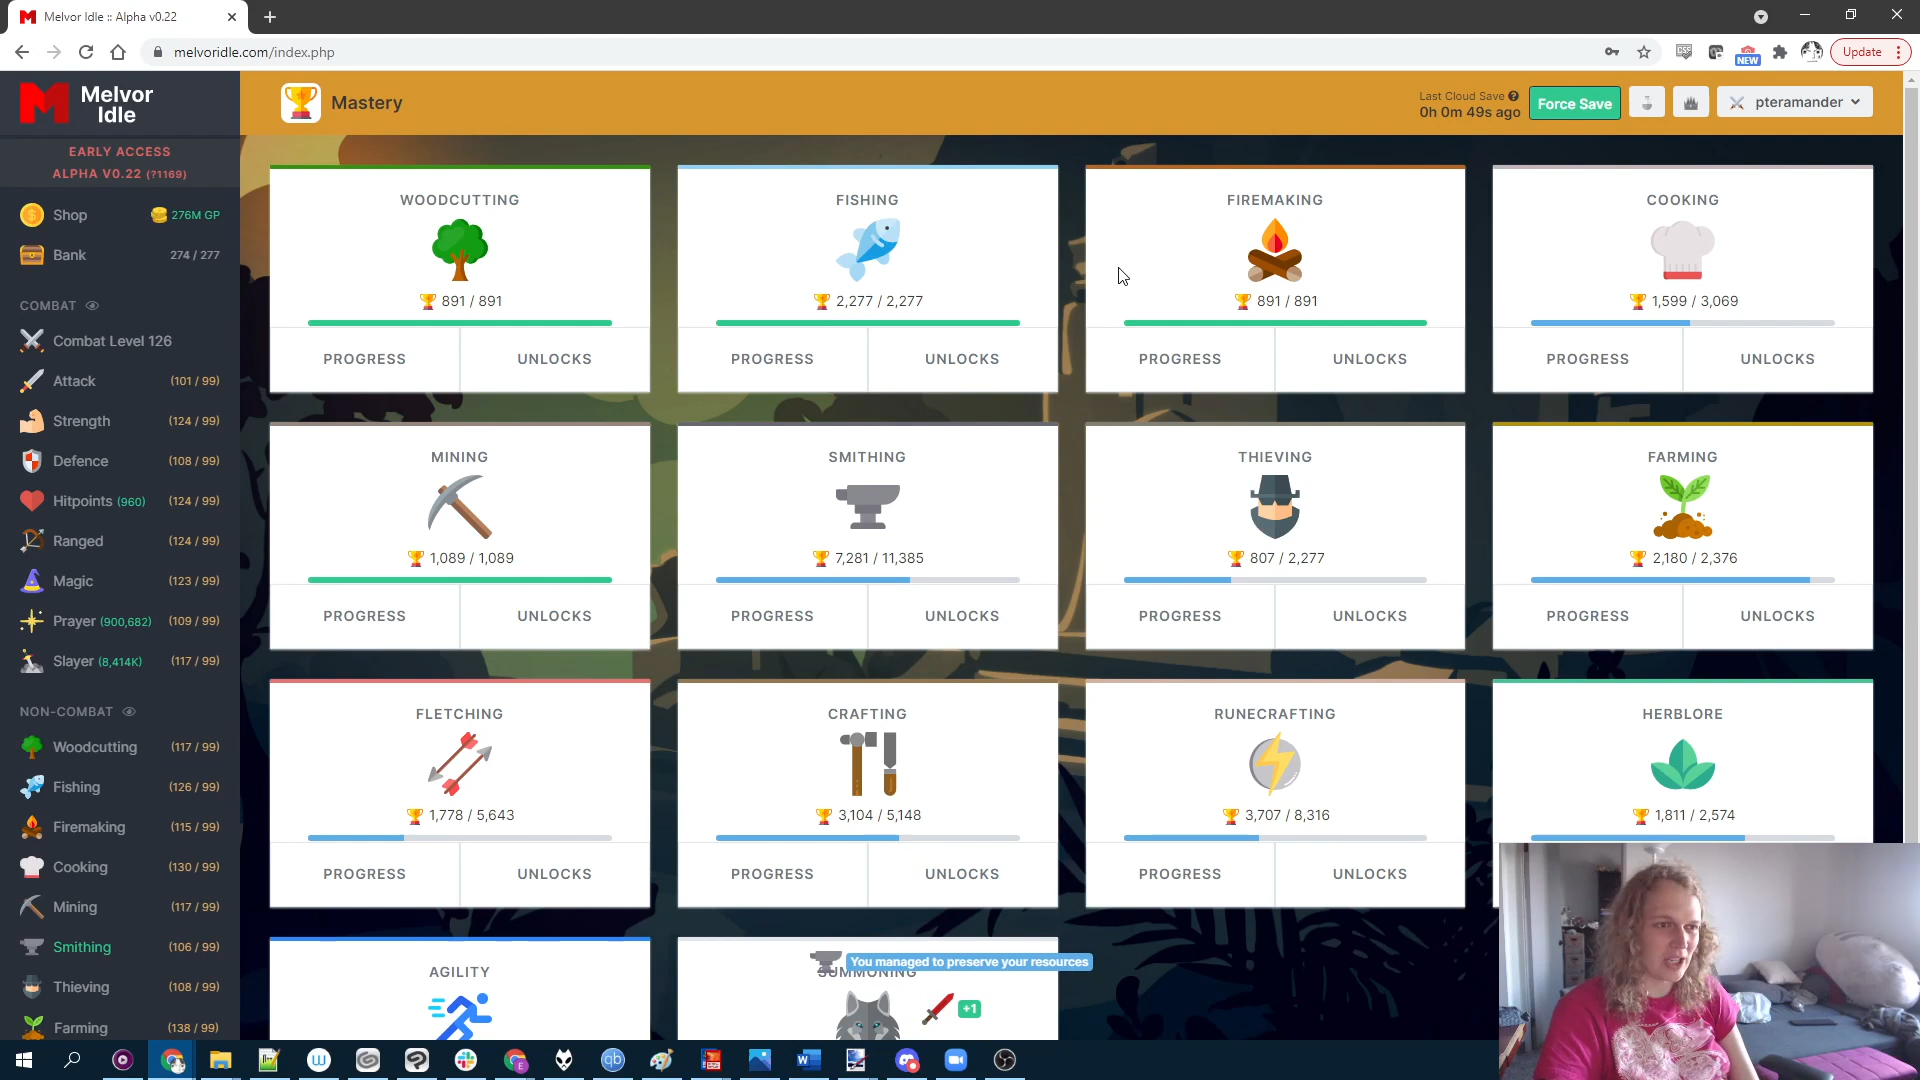 Melvor Idle :: Alpha v0.22
melvoridle.com/index.php
NEW
Update
Melvor
Idle
Mastery
Last Cloud Save
0h 0m 49s ago
Force Save
pteramander
EARLY ACCESS
ALPHA V0.22 (?1169)
Shop 276M GP
Bank 274 / 277
COMBAT
Combat Level 126
Attack (101 / 99)
Strength (124 / 99)
Defence (108 / 99)
Hitpoints (960) (124 / 99)
Ranged (124 / 99)
Magic (123 / 99)
Prayer (900,682) (109 / 99)
Slayer (8,414K) (117 / 99)
NON-COMBAT
Woodcutting (117 / 99)
Fishing (126 / 99)
Firemaking (115 / 99)
Cooking (130 / 99)
Mining (117 / 99)
Smithing (106 / 99)
Thieving (108 / 99)
Farming (138 / 99)
WOODCUTTING
891 / 891
PROGRESS UNLOCKS
FISHING
2,277 / 2,277
PROGRESS UNLOCKS
FIREMAKING
891 / 891
PROGRESS UNLOCKS
COOKING
1,599 / 3,069
PROGRESS UNLOCKS
MINING
1,089 / 1,089
PROGRESS UNLOCKS
SMITHING
7,281 / 11,385
PROGRESS UNLOCKS
THIEVING
807 / 2,277
PROGRESS UNLOCKS
FARMING
2,180 / 2,376
PROGRESS UNLOCKS
FLETCHING
1,778 / 5,643
PROGRESS UNLOCKS
CRAFTING
3,104 / 5,148
PROGRESS UNLOCKS
RUNECRAFTING
3,707 / 8,316
PROGRESS UNLOCKS
HERBLORE
1,811 / 2,574
AGILITY
SUMMONING
You managed to preserve your resources
+1